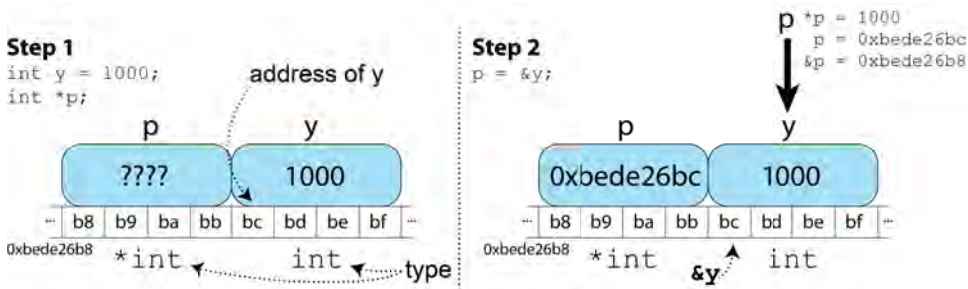 Step 1
int y = 1000;
int *p;
address of y
p y
???? 1000
... b8 b9 ba bb bc bd be bf ...
0xbede26b8
*int int
type
Step 2
p = &y;
p *p = 1000
p = 0xbede26bc
&p = 0xbede26b8
p y
0xbede26bc 1000
... b8 b9 ba bb bc bd be bf ...
0xbede26b8
*int &y int